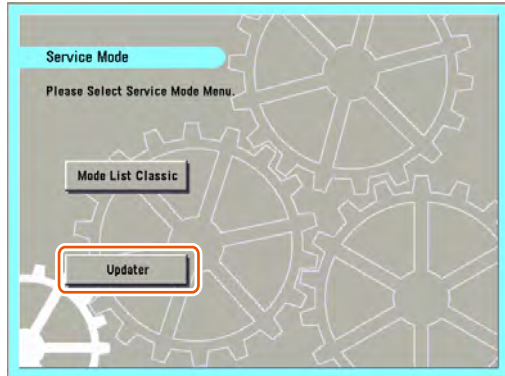 Service Mode
Please Select Service Mode Menu.
Mode List Classic
Updater